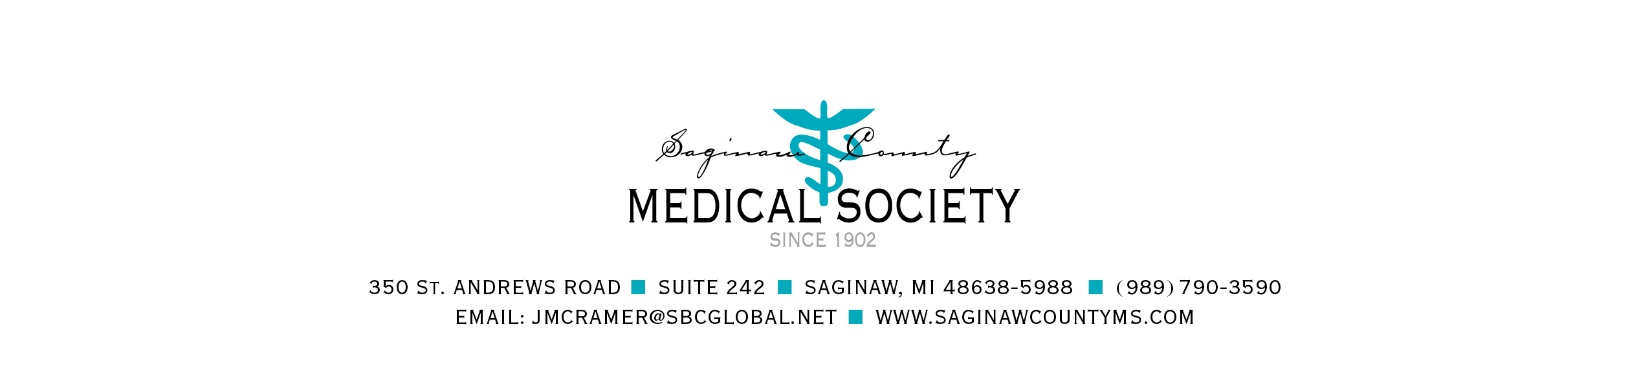 Saginaw County
MEDICAL SOCIETY
SINCE 1902
350 ST. ANDREWS ROAD ■ SUITE 242 ■ SAGINAW, MI 48638-5988 ■ (989) 790-3590
EMAIL: JMCRAMER@SBCGLOBAL.NET ■ WWW.SAGINAWCOUNTYMS.COM